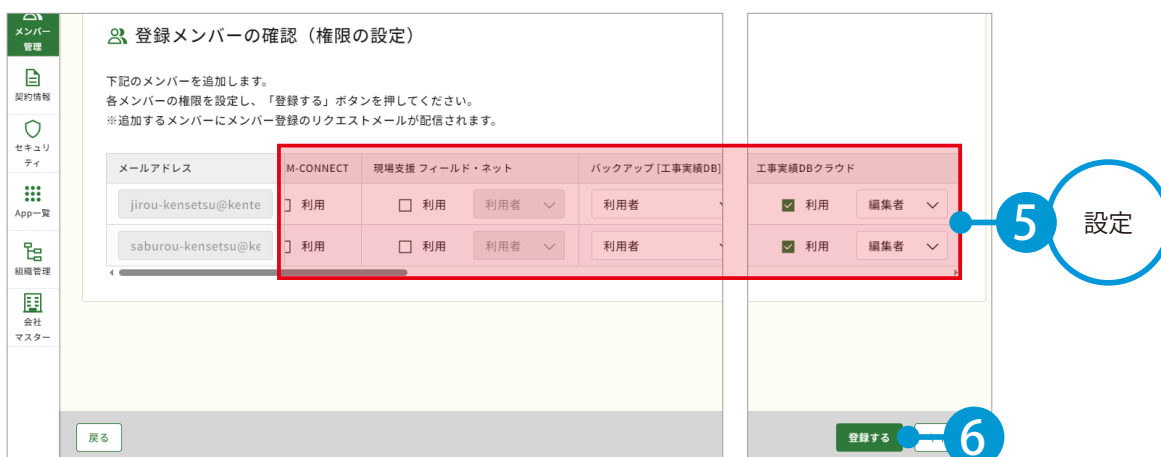 メンバー
管理
契約情報
セキュリ
ティ
App一覧
組織管理
会社
マスター
登録メンバーの確認（権限の設定）
下記のメンバーを追加します。
各メンバーの権限を設定し、「登録する」ボタンを押してください。
※追加するメンバーにメンバー登録のリクエストメールが配信されます。
メールアドレス M-CONNECT 現場支援 フィールド・ネット バックアップ [工事実績DB] 工事実績DBクラウド
jirou-kensetsu@kente 利用 利用 利用者 利用者 利用 編集者
saburou-kensetsu@ke 利用 利用 利用者 利用者 利用 編集者
5 設定
戻る 登録する 6